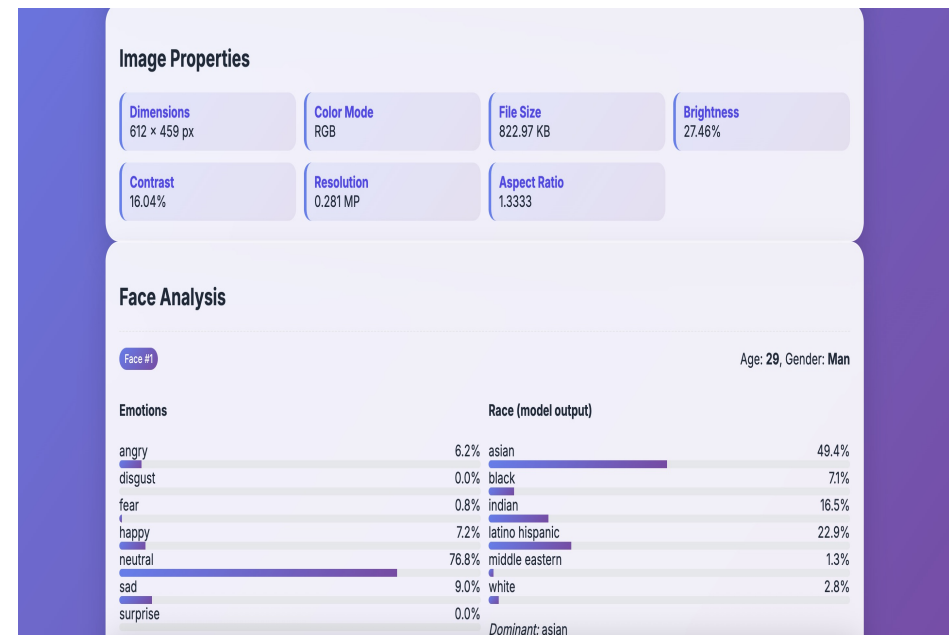 Image Properties
Dimensions
612 × 459 px
Color Mode
RGB
File Size
822.97 KB
Brightness
27.46%
Contrast
16.04%
Resolution
0.281 MP
Aspect Ratio
1.3333
Face Analysis
Face #1
Age: 29, Gender: Man
Emotions
angry 6.2%
disgust 0.0%
fear 0.8%
happy 7.2%
neutral 76.8%
sad 9.0%
surprise 0.0%
Race (model output)
asian 49.4%
black 7.1%
indian 16.5%
latino hispanic 22.9%
middle eastern 1.3%
white 2.8%
Dominant: asian